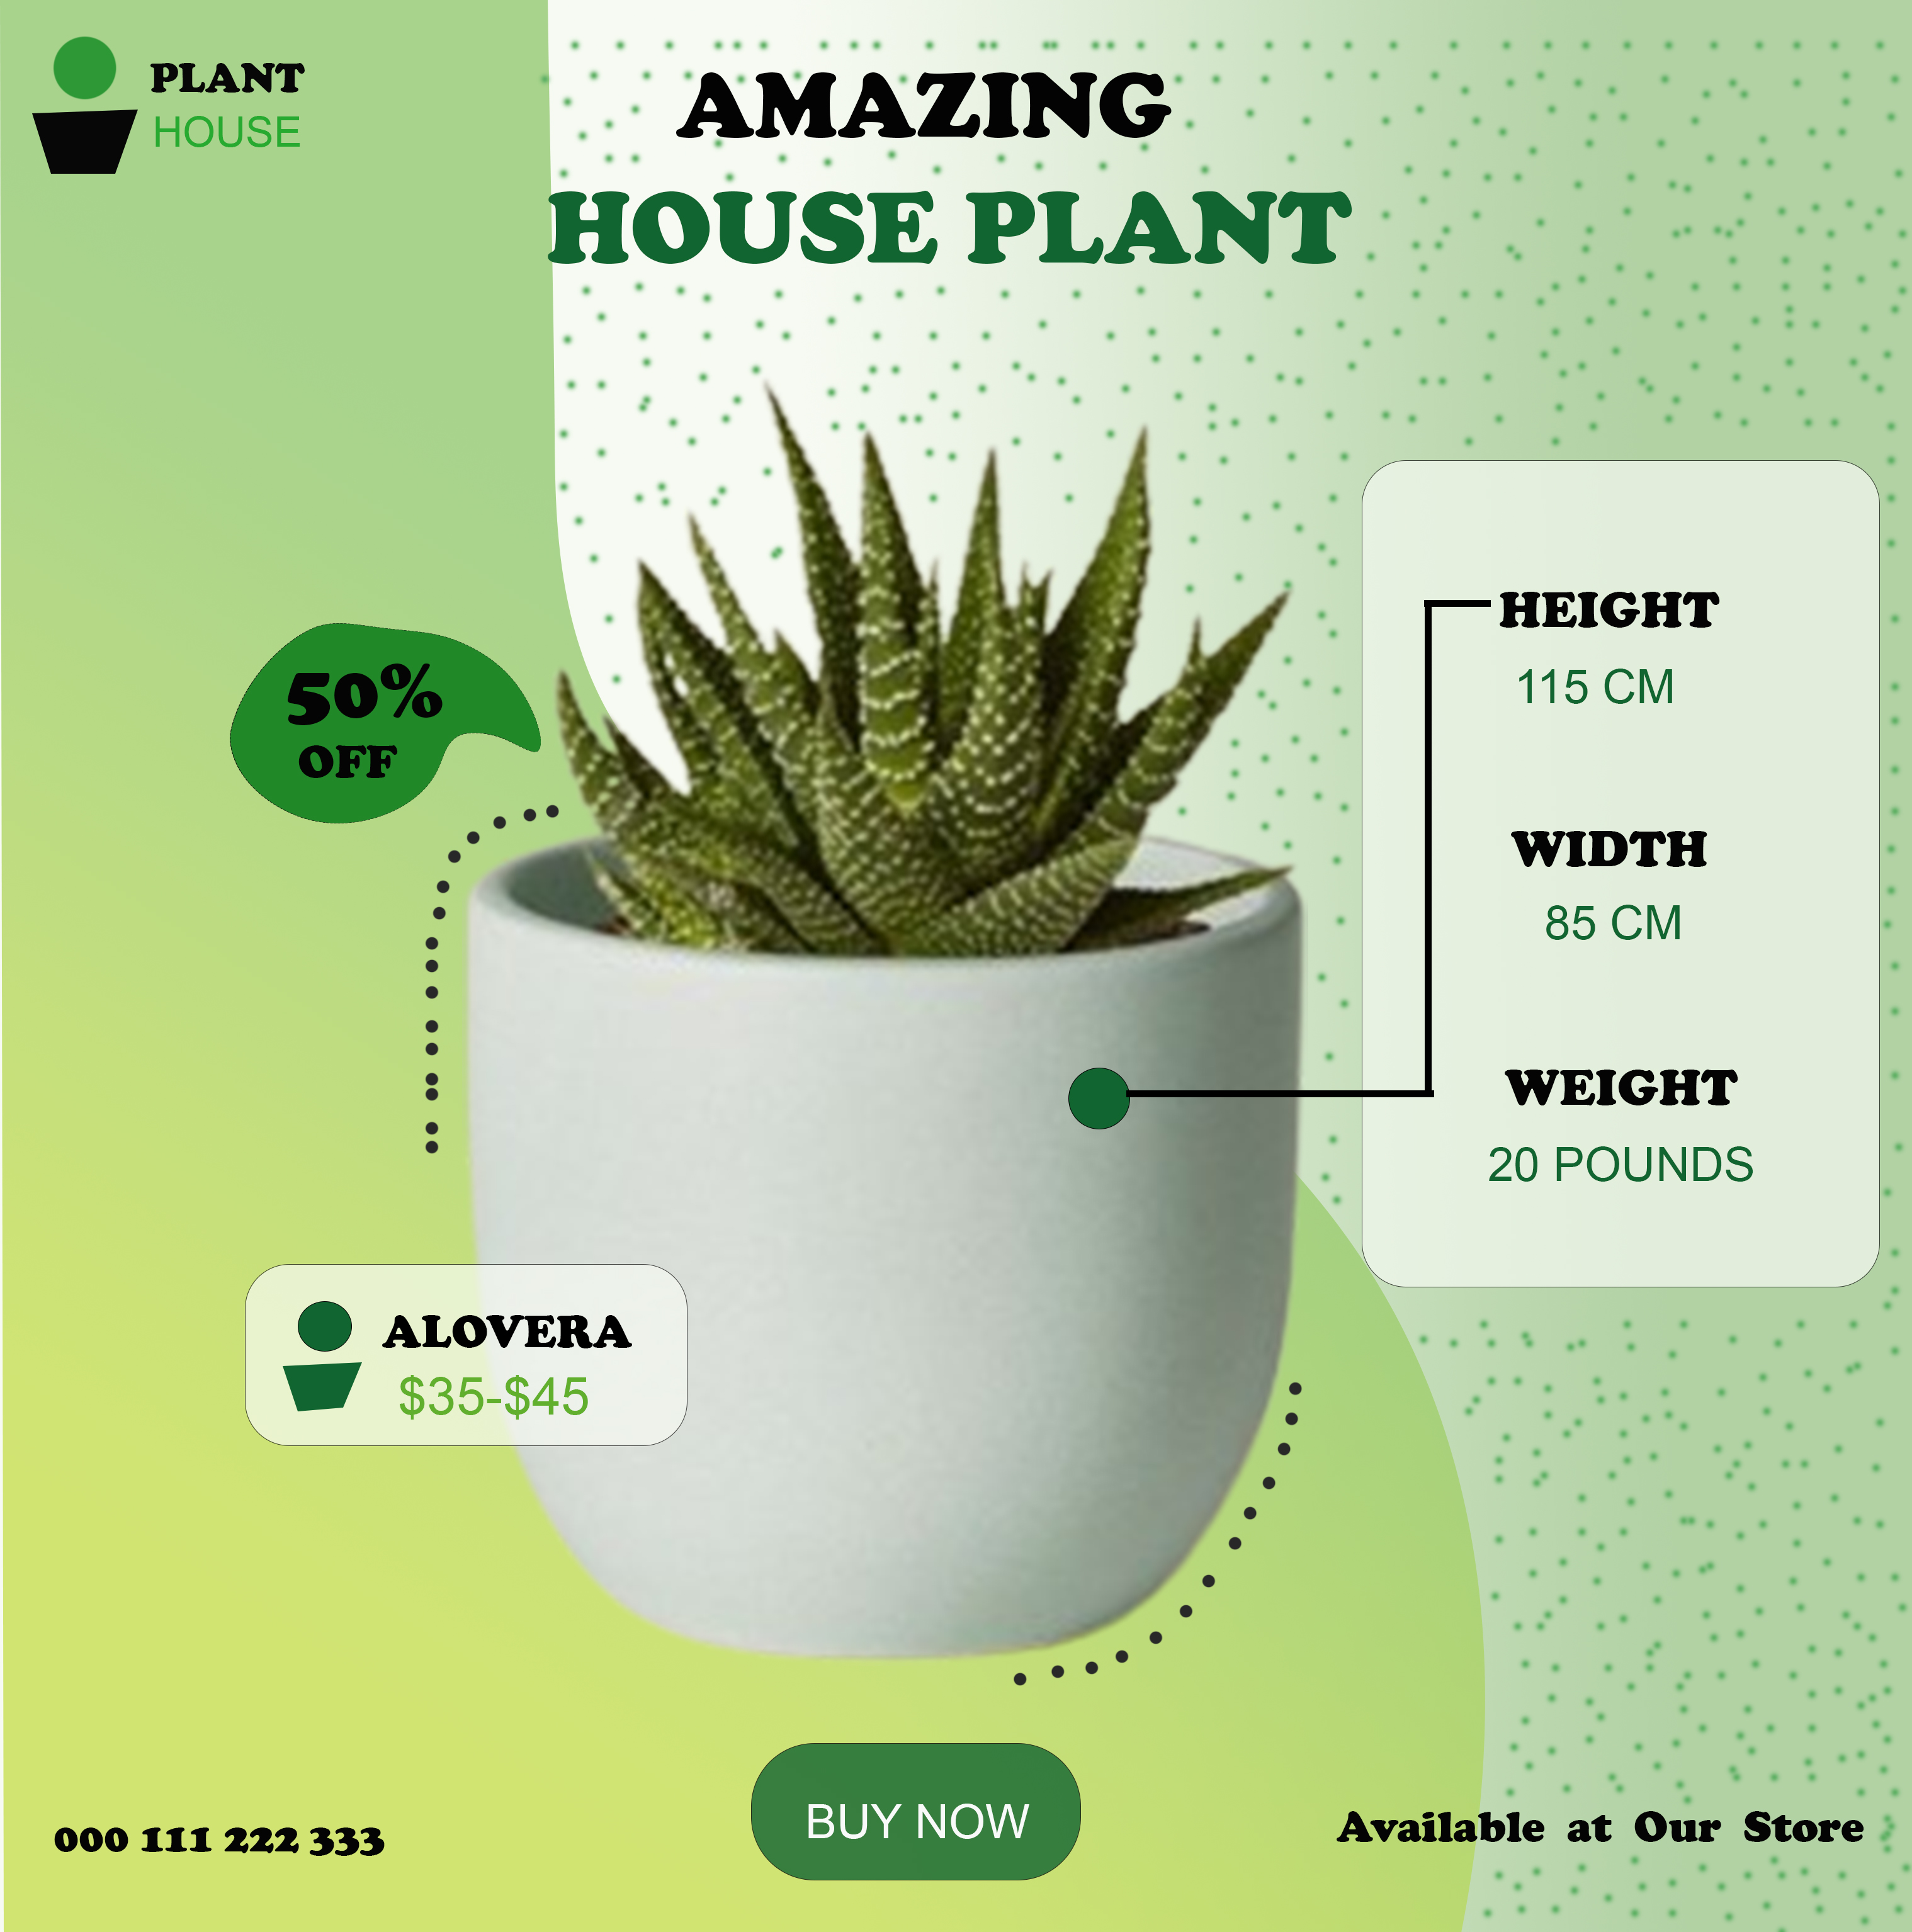 PLANT
HOUSE
AMAZING
HOUSE PLANT
50%
OFF
HEIGHT
115 CM
WIDTH
85 CM
WEIGHT
20 POUNDS
ALOVERA
$35-$45
BUY NOW
000 111 222 333
Available at Our Store